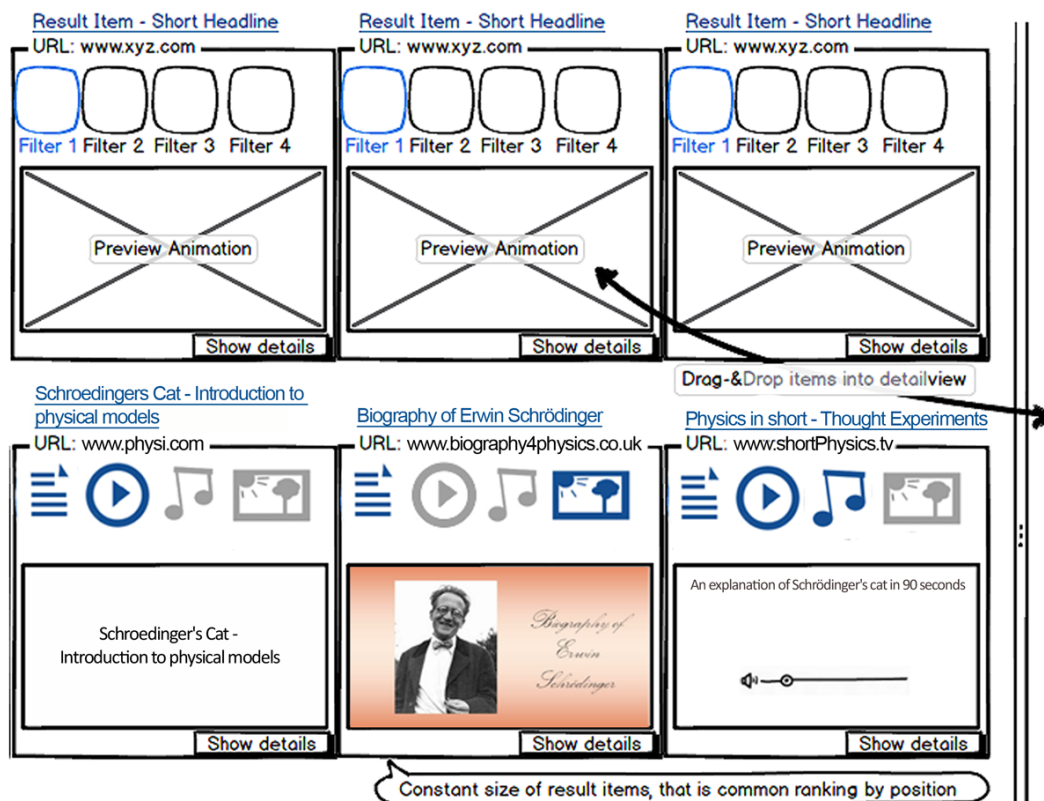 Result Item - Short Headline
URL: www.xyz.com
Filter 1 Filter 2 Filter 3 Filter 4
Preview Animation
Show details
Result Item - Short Headline
URL: www.xyz.com
Filter 1 Filter 2 Filter 3 Filter 4
Preview Animation
Show details
Result Item - Short Headline
URL: www.xyz.com
Filter 1 Filter 2 Filter 3 Filter 4
Preview Animation
Show details
Drag-&Drop items into detailview
Schroedingers Cat - Introduction to
physical models
URL: www.physi.com
Schroedinger's Cat -
Introduction to physical models
Show details
Biography of Erwin Schrödinger
URL: www.biography4physics.co.uk
Biography of
Erwin
Schrödinger
Show details
Physics in short - Thought Experiments
URL: www.shortPhysics.tv
An explanation of Schrödinger's cat in 90 seconds
Show details
Constant size of result items, that is common ranking by position